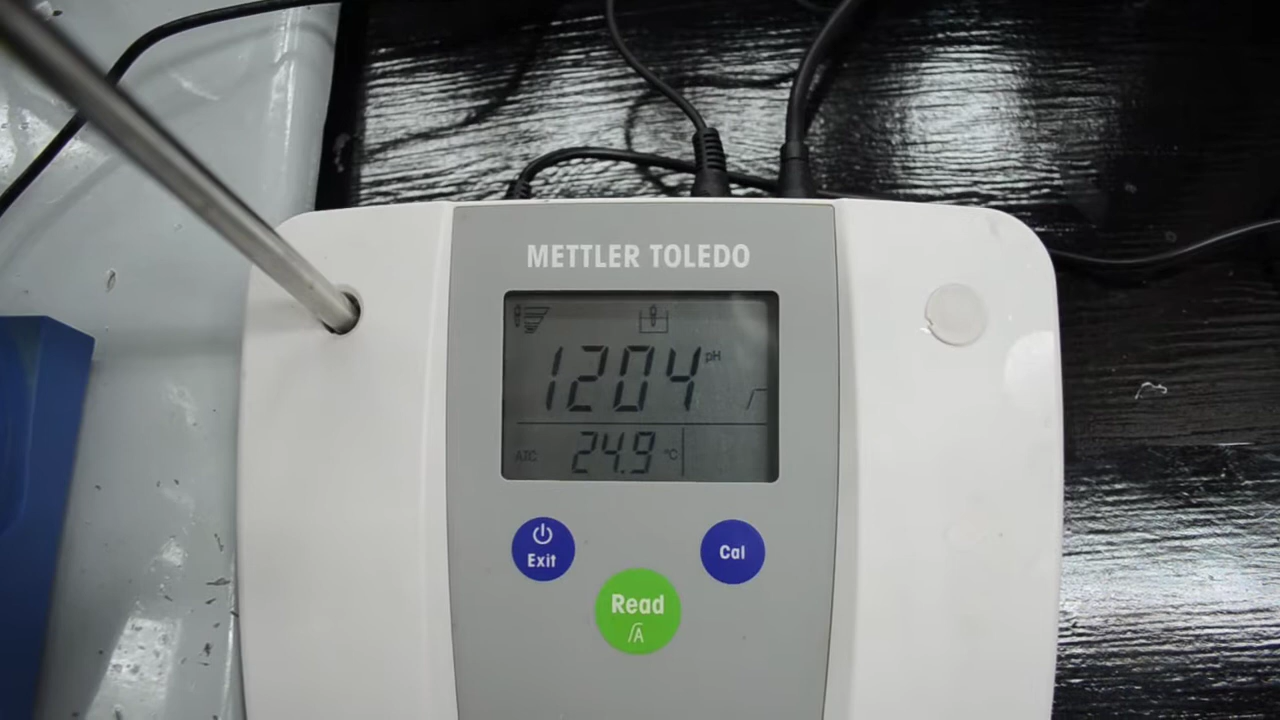 METTLER TOLEDO
1204 pH
ATC 24.9 °C
Exit
Cal
Read
A